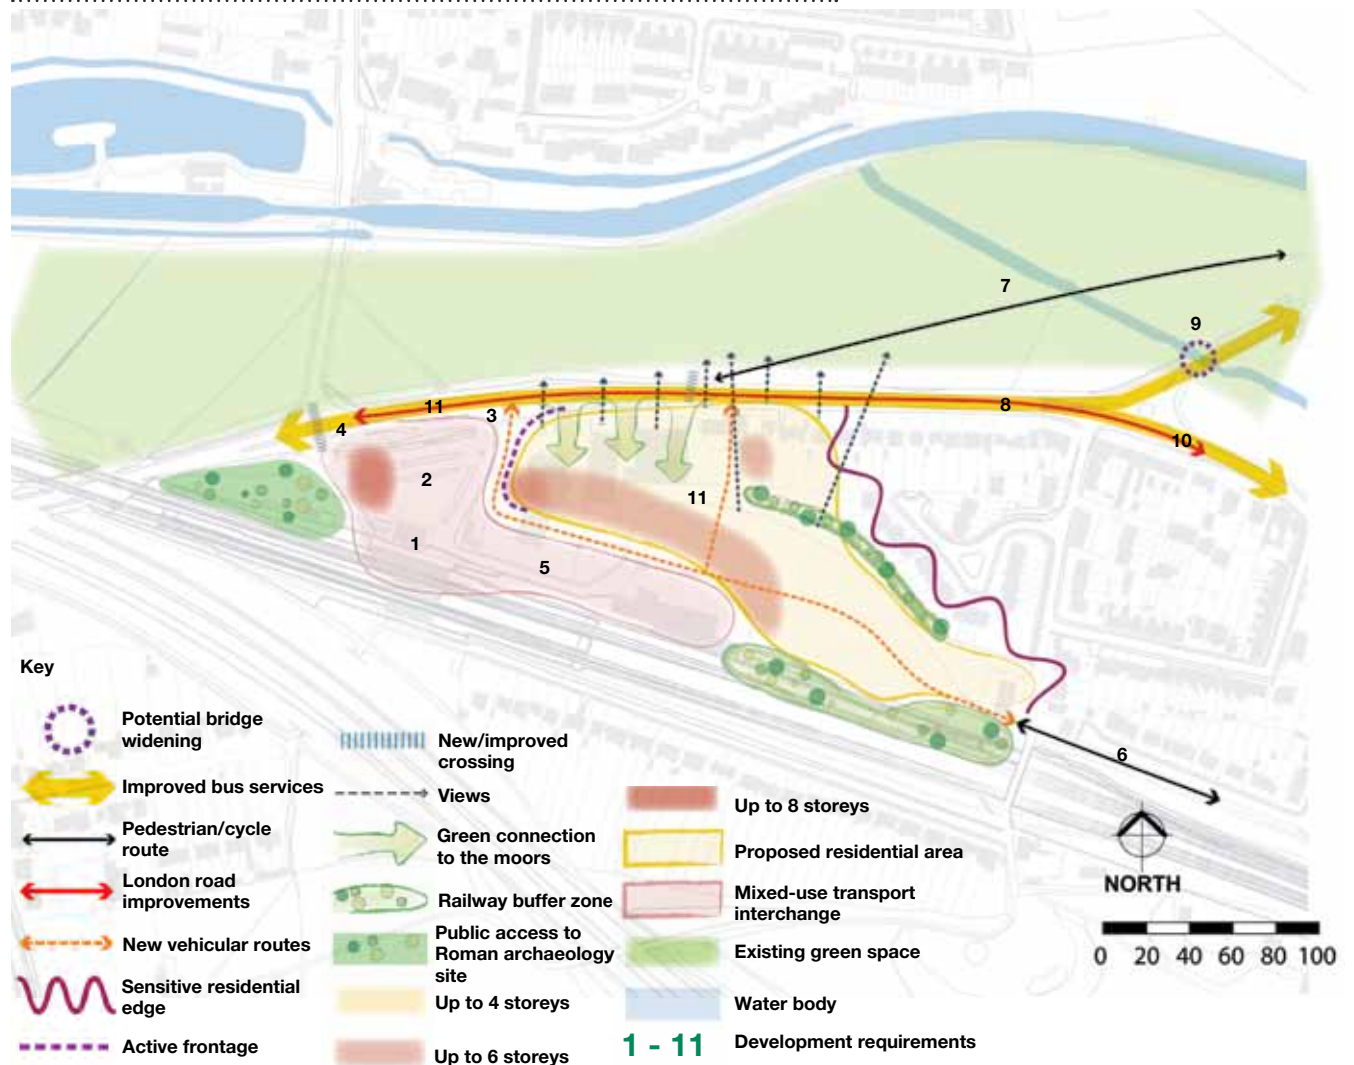 7
9
11
3
8
4
10
2
11
1
5
6
Key
Potential bridge
widening
Improved bus services
Pedestrian/cycle
route
London road
improvements
New vehicular routes
Sensitive residential
edge
Active frontage
New/improved
crossing
Views
Green connection
to the moors
Railway buffer zone
Public access to
Roman archaeology
site
Up to 4 storeys
Up to 6 storeys
Up to 8 storeys
Proposed residential area
Mixed-use transport
interchange
Existing green space
Water body
1 - 11 Development requirements
NORTH
0 20 40 60 80 100